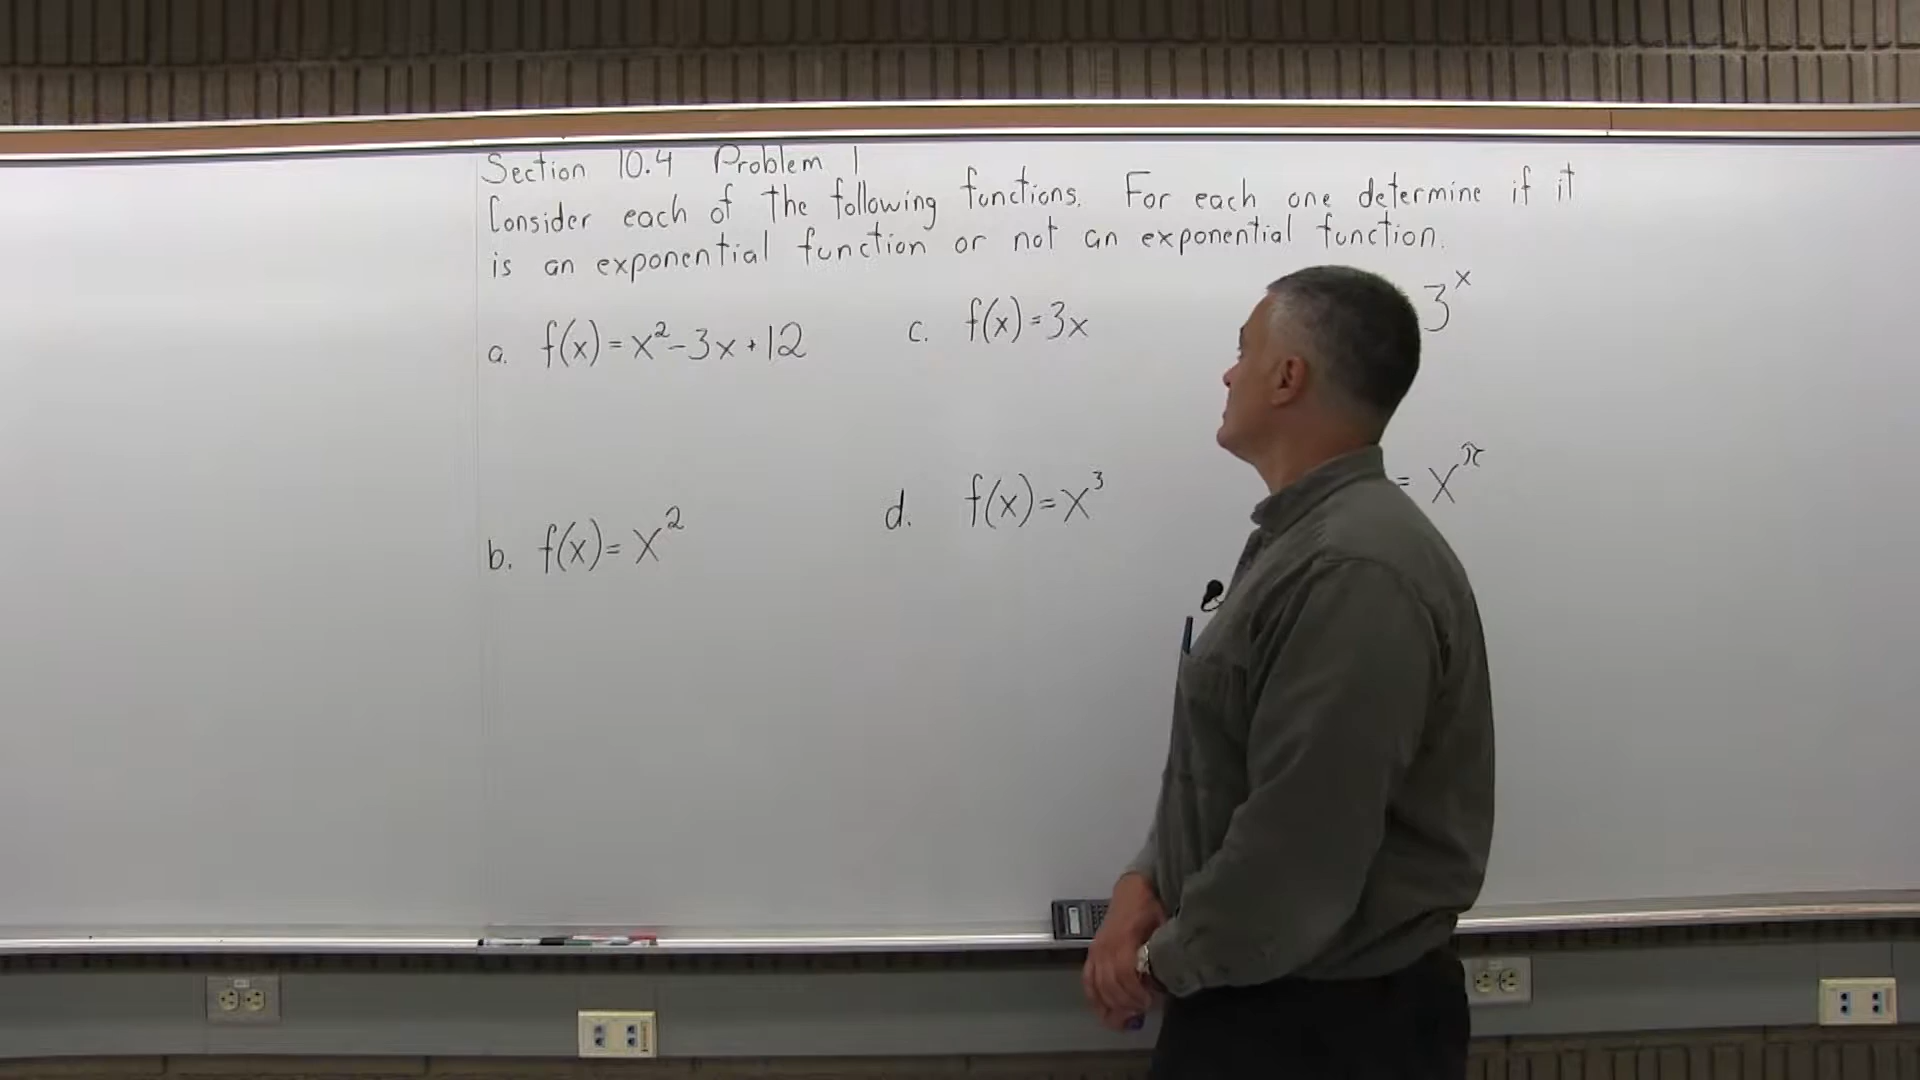 Section 10.4 Problem 1
Consider each of the following functions. For each one determine if it
is an exponential function or not an exponential function.
a. f(x) = x²-3x+12
c. f(x)=3x
3ˣ
b. f(x)= x²
d. f(x)=x³
= x^π